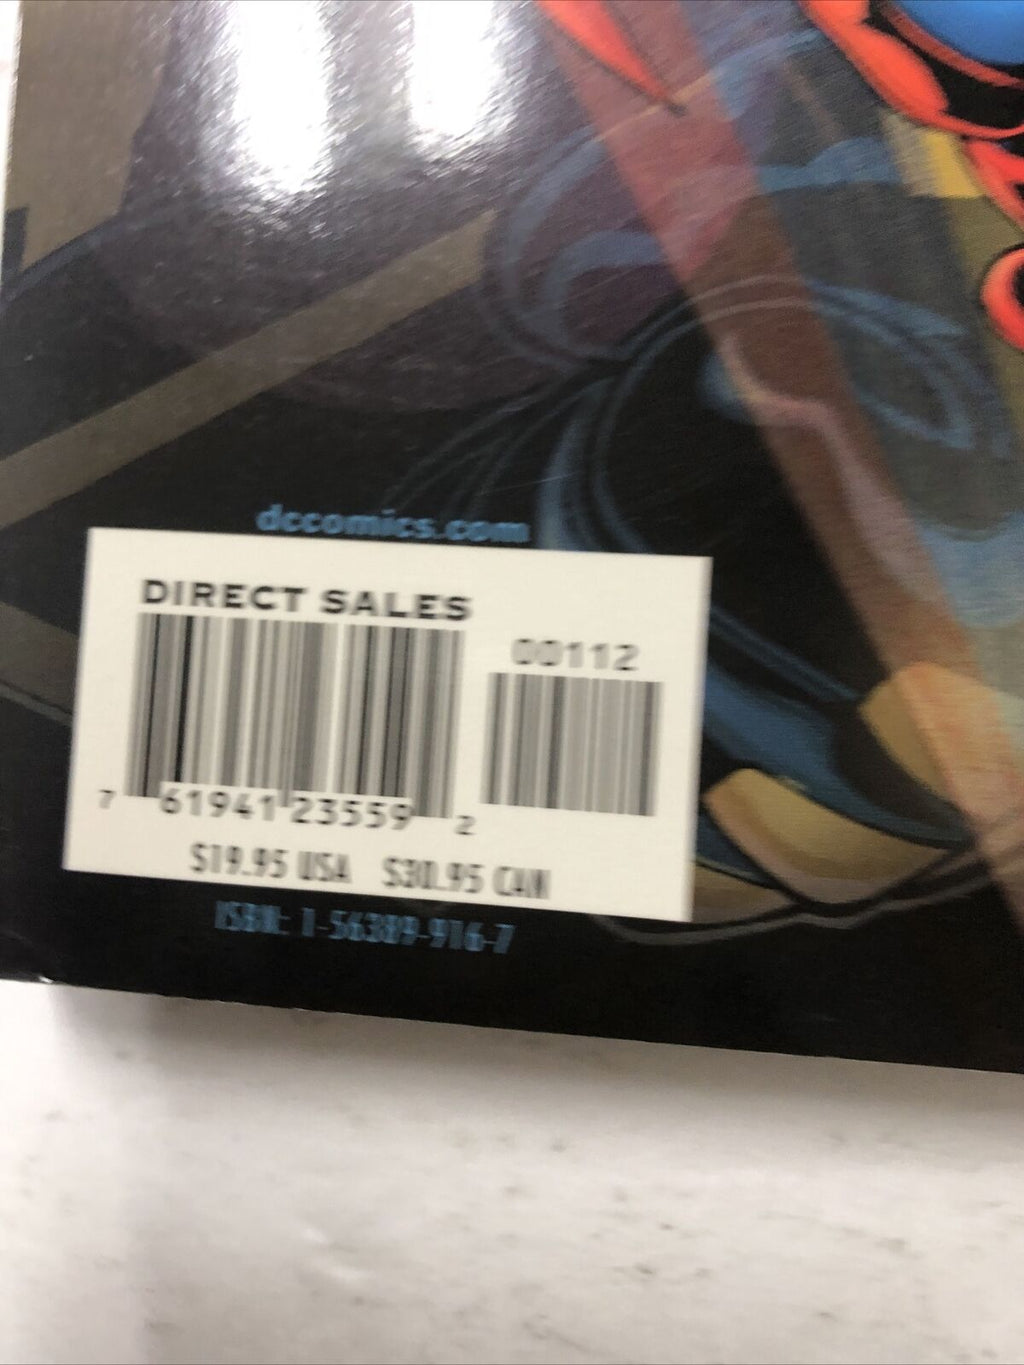 dccomics.com
DIRECT SALES
00112
7 61941 23559 2
$19.95 USA $30.95 CAN
ISBN: 1-56389-916-7